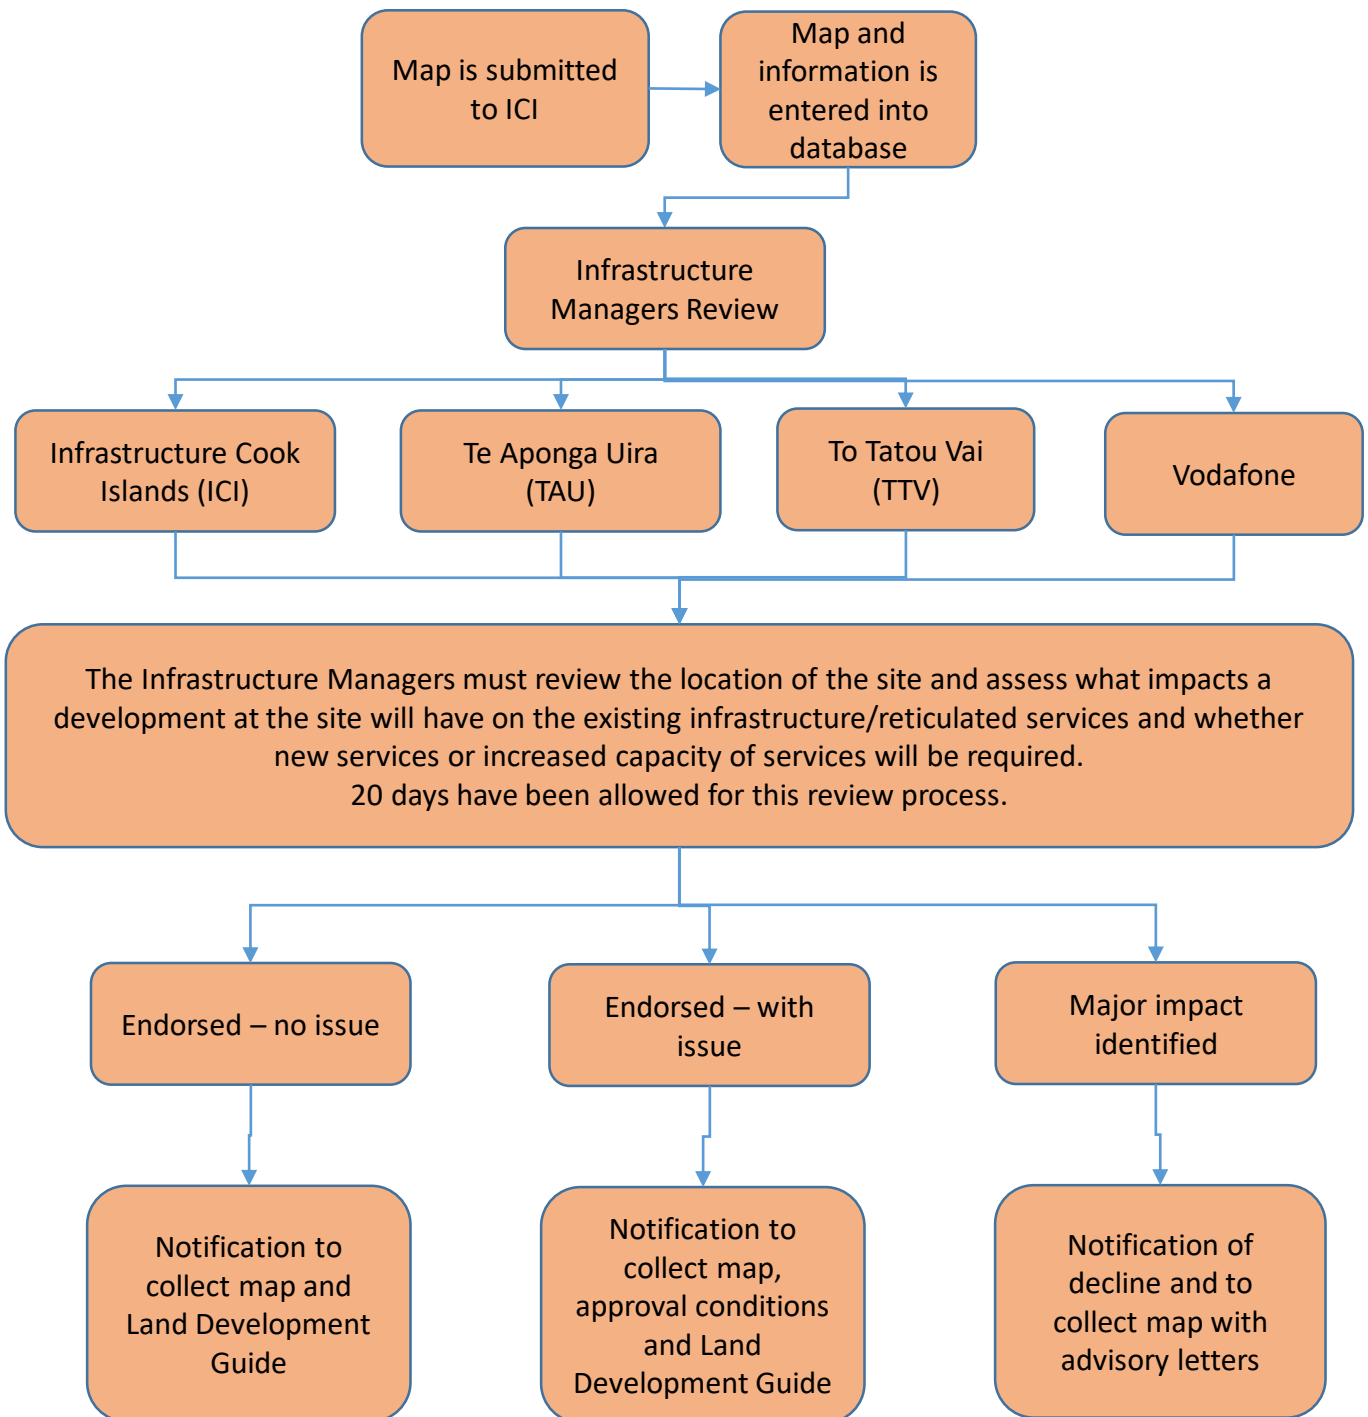 Map is submitted
to ICI
Map and
information is
entered into
database
Infrastructure
Managers Review
Infrastructure Cook
Islands (ICI)
Te Aponga Uira
(TAU)
To Tatou Vai
(TTV)
Vodafone
The Infrastructure Managers must review the location of the site and assess what impacts a
development at the site will have on the existing infrastructure/reticulated services and whether
new services or increased capacity of services will be required.
20 days have been allowed for this review process.
Endorsed – no issue
Endorsed – with
issue
Major impact
identified
Notification to
collect map and
Land Development
Guide
Notification to
collect map,
approval conditions
and Land
Development Guide
Notification of
decline and to
collect map with
advisory letters